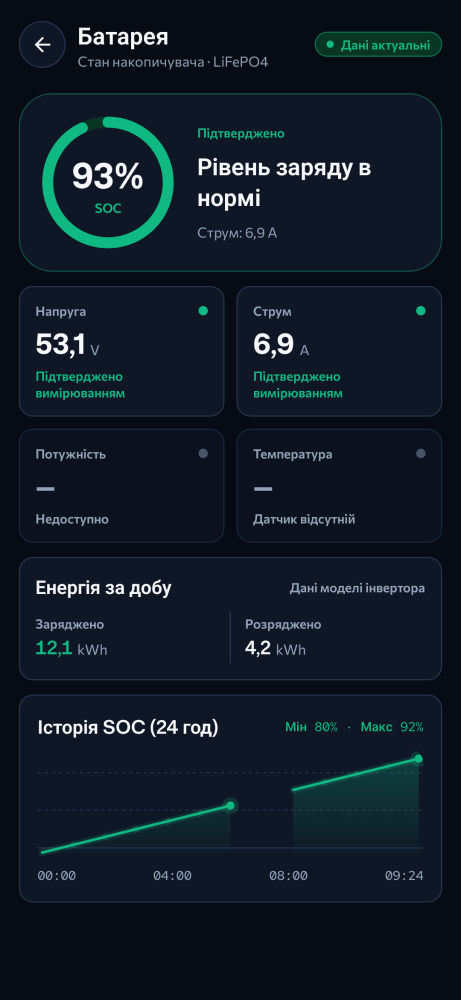 Батарея
Стан накопичувача · LiFePO4
Дані актуальні
93%
SOC
Підтверджено
Рівень заряду в
нормі
Струм: 6,9 A
Напруга
53,1 V
Підтверджено
вимірюванням
Струм
6,9 A
Підтверджено
вимірюванням
Потужність
—
Недоступно
Температура
—
Датчик відсутній
Енергія за добу
Дані моделі інвертора
Заряджено
12,1 kWh
Розряджено
4,2 kWh
Історія SOC (24 год)
Мін 80% · Макс 92%
00:00 04:00 08:00 09:24